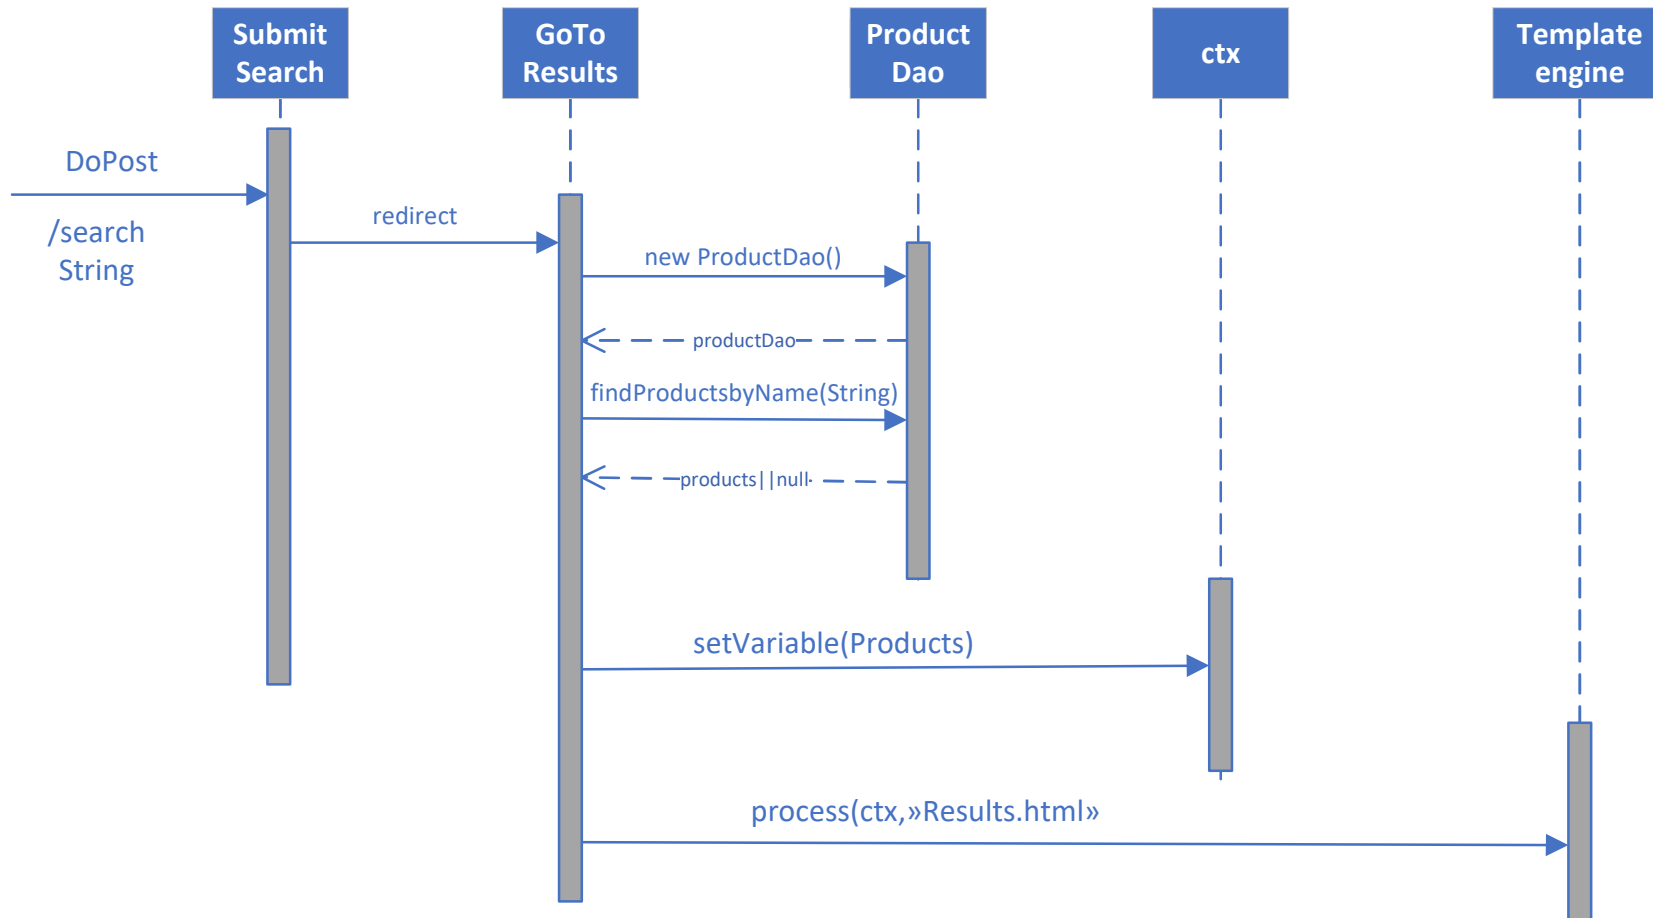 Submit
Search
GoTo
Results
Product
Dao
ctx
Template
engine
DoPost
/search
String
redirect
new ProductDao()
productDao
findProductsbyName(String)
products||null
setVariable(Products)
process(ctx,»Results.html»